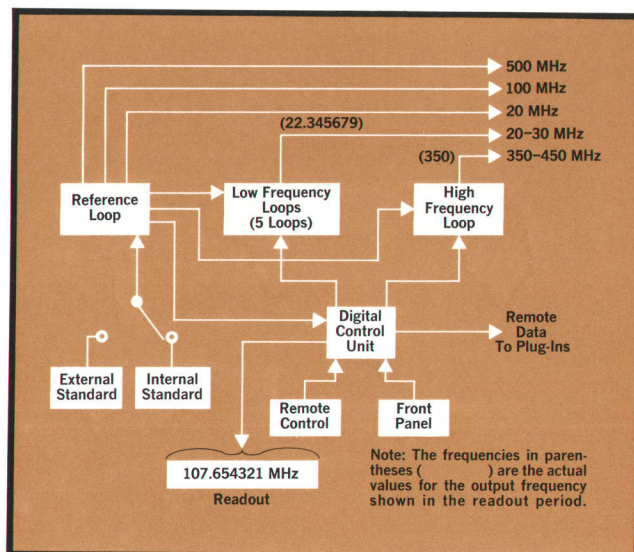 500 MHz
100 MHz
20 MHz
(22.345679)
20–30 MHz
(350)
350–450 MHz
Reference
Loop
Low Frequency
Loops
(5 Loops)
High
Frequency
Loop
Digital
Control
Unit
Remote
Data
To Plug-Ins
External
Standard
Internal
Standard
Remote
Control
Front
Panel
107.654321 MHz
Readout
Note: The frequencies in paren-
theses ( ) are the actual
values for the output frequency
shown in the readout period.